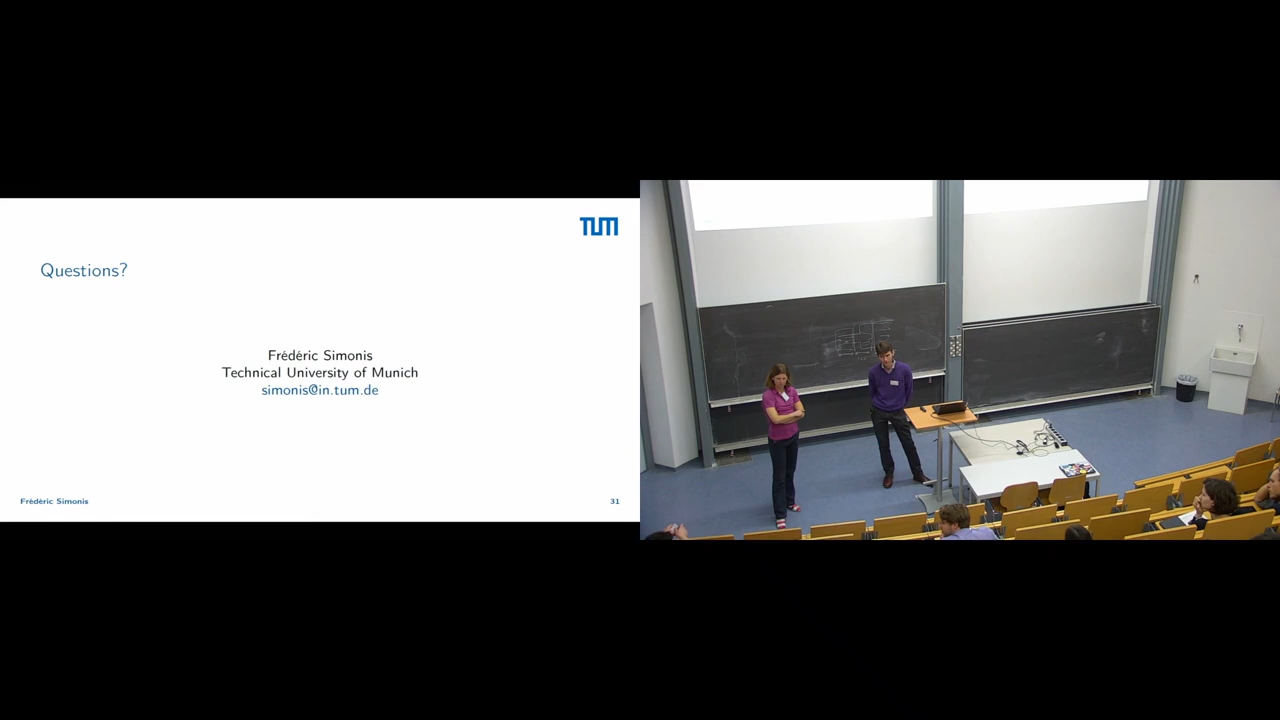 TUM
Questions?
Frédéric Simonis
Technical University of Munich
simonis@in.tum.de
Frédéric Simonis
31